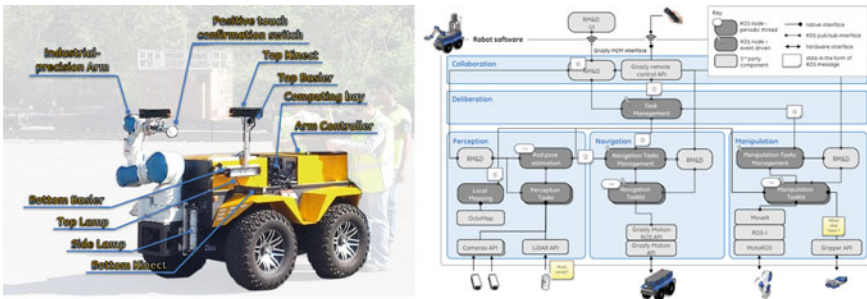 Positive touch
confirmation switch
Industrial-
precision Arm
Top Kinect
Top Basler
Computing bay
Arm Controller
Bottom Basler
Top Lamp
Side Lamp
Bottom Kinect
RM&D
UI
Robot software
Grizzly M2M interface
Key
ROS node -
periodic thread
ROS node -
event driven
3rd party
component
native interface
ROS pub/sub interface
hardware interface
data in the form
of ROS message
Collaboration
RM&D
Grizzly remote
control API
Deliberation
Task
Management
Perception
RM&D
Rod pose
estimation
Local
Mapping
Perception
Tasks
OctoMap
Cameras API
LiDAR API
Navigation
Navigation Tasks
Management
RM&D
Navigation
Toolkit
Grizzly Motion
ROS API
Grizzly Motion
API
Manipulation
Manipulation Tasks
Management
RM&D
Manipulation
Toolkit
MoveIt
ROS-I
MotoROS
Gripper API